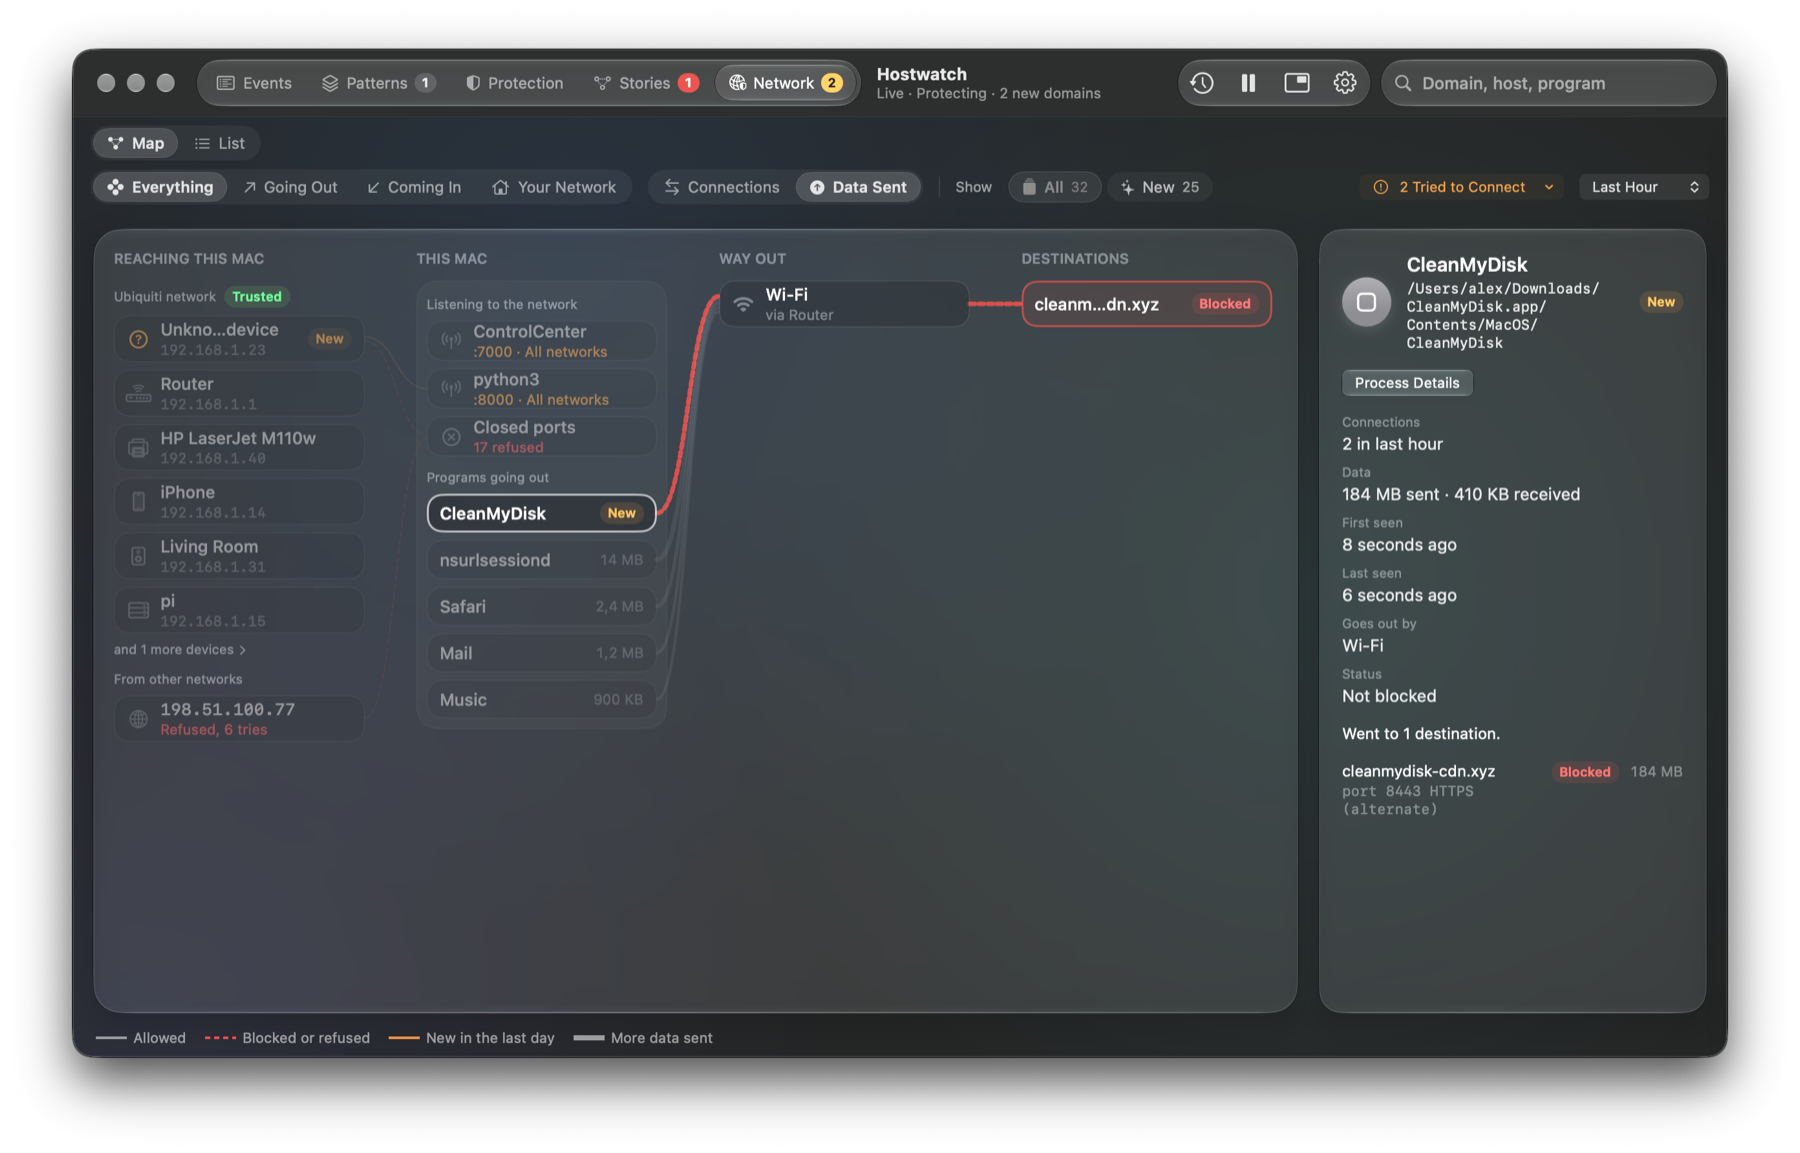 Events
Patterns 1
Protection
Stories 1
Network 2
Hostwatch
Live · Protecting · 2 new domains
Domain, host, program
Map
List
Everything
Going Out
Coming In
Your Network
Connections
Data Sent
Show
All 32
New 25
2 Tried to Connect
Last Hour
REACHING THIS MAC
Ubiquiti network Trusted
Unkno...device
192.168.1.23
New
Router
192.168.1.1
HP LaserJet M110w
192.168.1.40
iPhone
192.168.1.14
Living Room
192.168.1.31
pi
192.168.1.15
and 1 more devices >
From other networks
198.51.100.77
Refused, 6 tries
THIS MAC
Listening to the network
ControlCenter
:7000 · All networks
python3
:8000 · All networks
Closed ports
17 refused
Programs going out
CleanMyDisk New
nsurlsessiond 14 MB
Safari 2,4 MB
Mail 1,2 MB
Music 900 KB
WAY OUT
Wi-Fi
via Router
DESTINATIONS
cleanm...dn.xyz Blocked
CleanMyDisk
/Users/alex/Downloads/
CleanMyDisk.app/
Contents/MacOS/
CleanMyDisk
New
Process Details
Connections
2 in last hour
Data
184 MB sent · 410 KB received
First seen
8 seconds ago
Last seen
6 seconds ago
Goes out by
Wi-Fi
Status
Not blocked
Went to 1 destination.
cleanmydisk-cdn.xyz Blocked 184 MB
port 8443 HTTPS
(alternate)
Allowed
Blocked or refused
New in the last day
More data sent